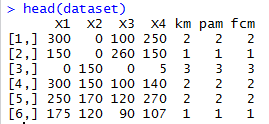 > head(dataset)
X1 X2 X3 X4 km pam fcm
[1,] 300 0 100 250 2 2 2
[2,] 150 0 260 150 1 1 1
[3,] 0 150 0 5 3 3 3
[4,] 300 150 100 140 2 2 2
[5,] 250 170 120 270 2 2 2
[6,] 175 120 90 107 1 1 1